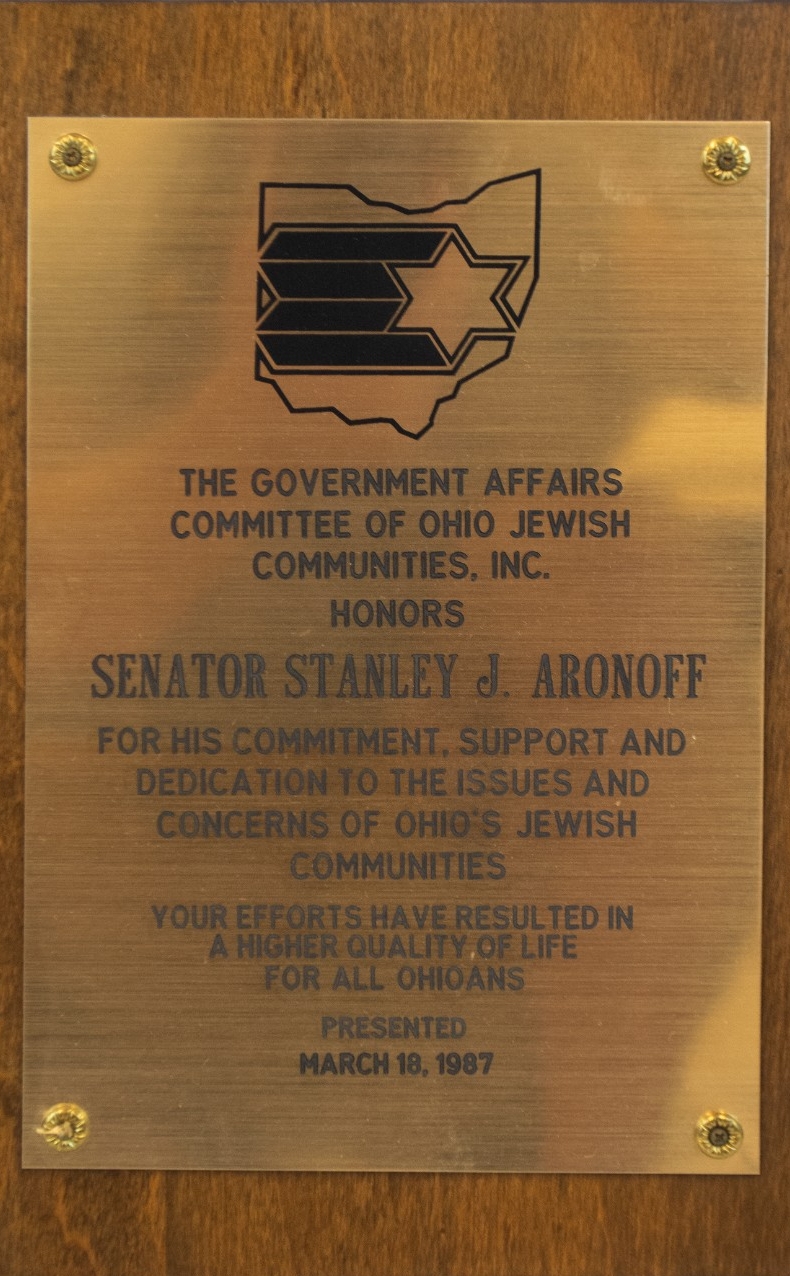 THE GOVERNMENT AFFAIRS
COMMITTEE OF OHIO JEWISH
COMMUNITIES, INC.
HONORS
SENATOR STANLEY J. ARONOFF
FOR HIS COMMITMENT, SUPPORT AND
DEDICATION TO THE ISSUES AND
CONCERNS OF OHIO'S JEWISH
COMMUNITIES
YOUR EFFORTS HAVE RESULTED IN
A HIGHER QUALITY OF LIFE
FOR ALL OHIOANS
PRESENTED
MARCH 18, 1987